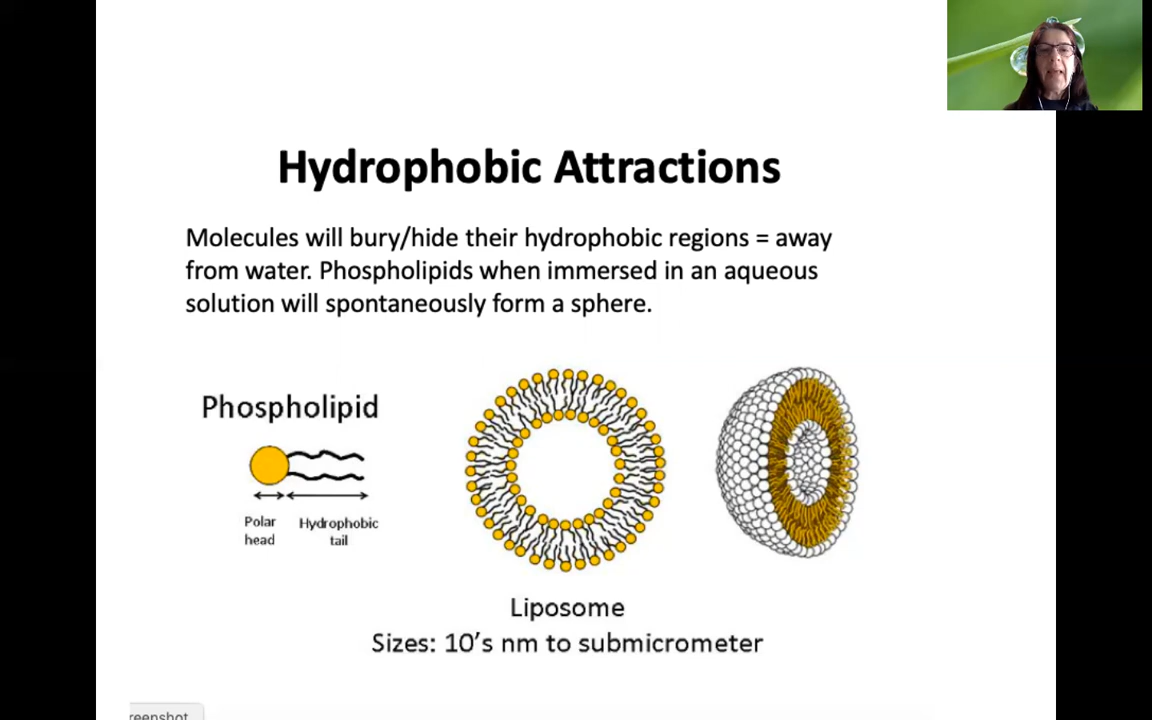 Hydrophobic Attractions
Molecules will bury/hide their hydrophobic regions = away
from water. Phospholipids when immersed in an aqueous
solution will spontaneously form a sphere.
Phospholipid
Polar
head
Hydrophobic
tail
Liposome
Sizes: 10's nm to submicrometer
reenshot